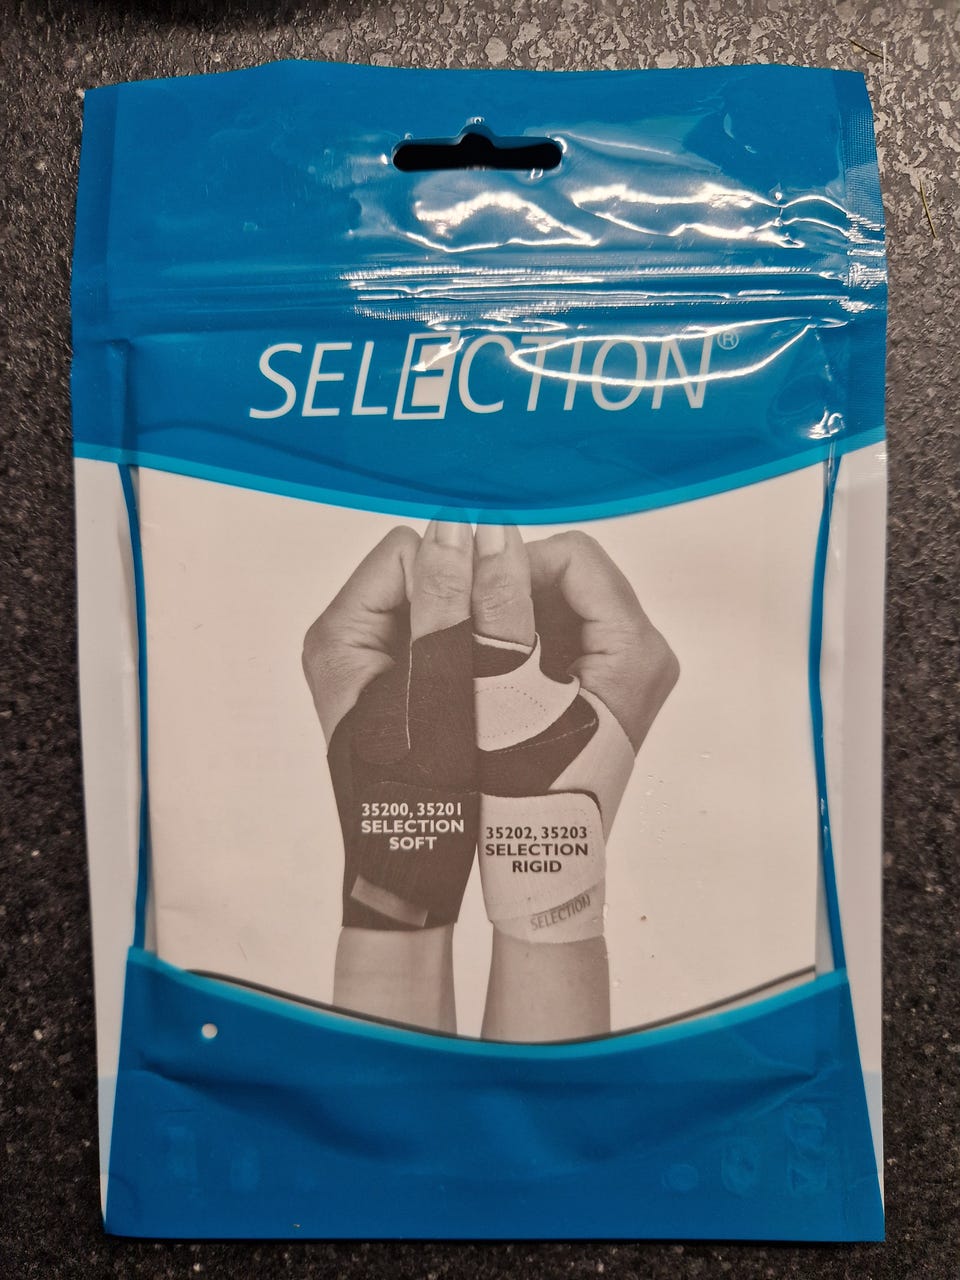 SELECTION®
35200, 35201
SELECTION
SOFT
35202, 35203
SELECTION
RIGID
SELECTION